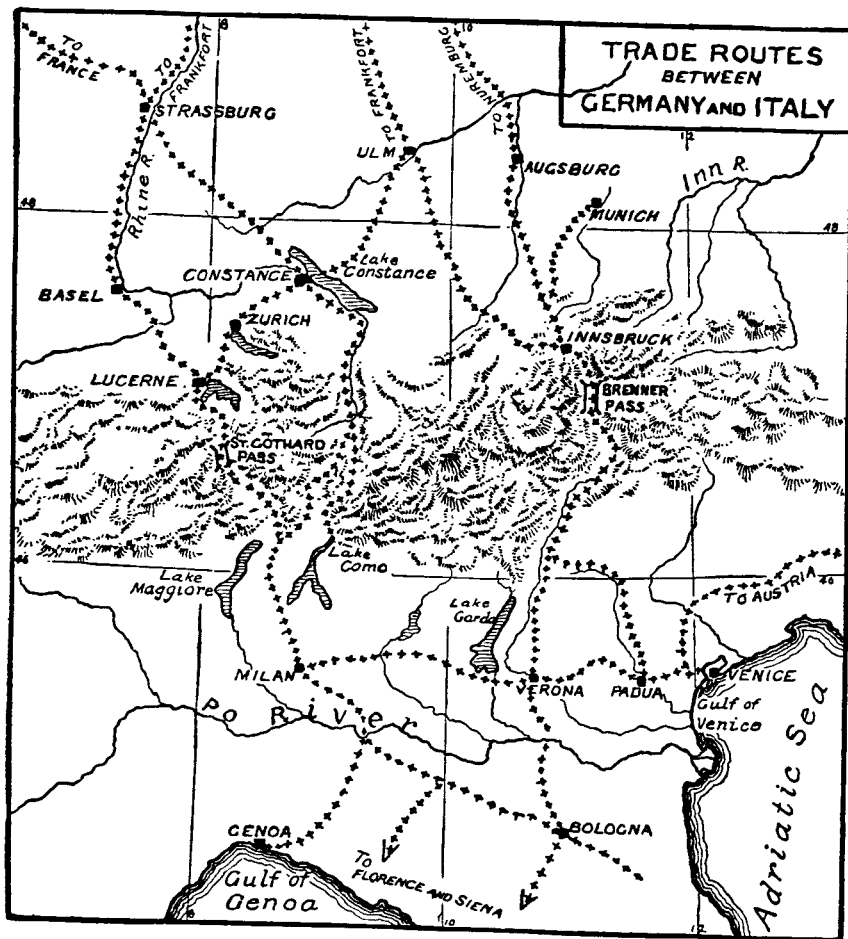 TRADE ROUTES
BETWEEN
GERMANY AND ITALY
8
10
12
TO
FRANCE
TO
FRANKFORT
TO FRANKFORT
TO NUREMBURG
STRASSBURG
ULM
AUGSBURG
Inn R.
Rhine R.
48
48
MUNICH
CONSTANCE
Lake
Constance
BASEL
ZURICH
INNSBRUCK
LUCERNE
BRENNER
PASS
ST. GOTHARD
PASS
46
46
Lake
Maggiore
Lake
Como
Lake
Garda
TO AUSTRIA
MILAN
VERONA
PADUA
VENICE
Gulf of
Venice
Po River
Adriatic Sea
GENOA
BOLOGNA
Gulf of
Genoa
TO
FLORENCE AND SIENA
8
10
12